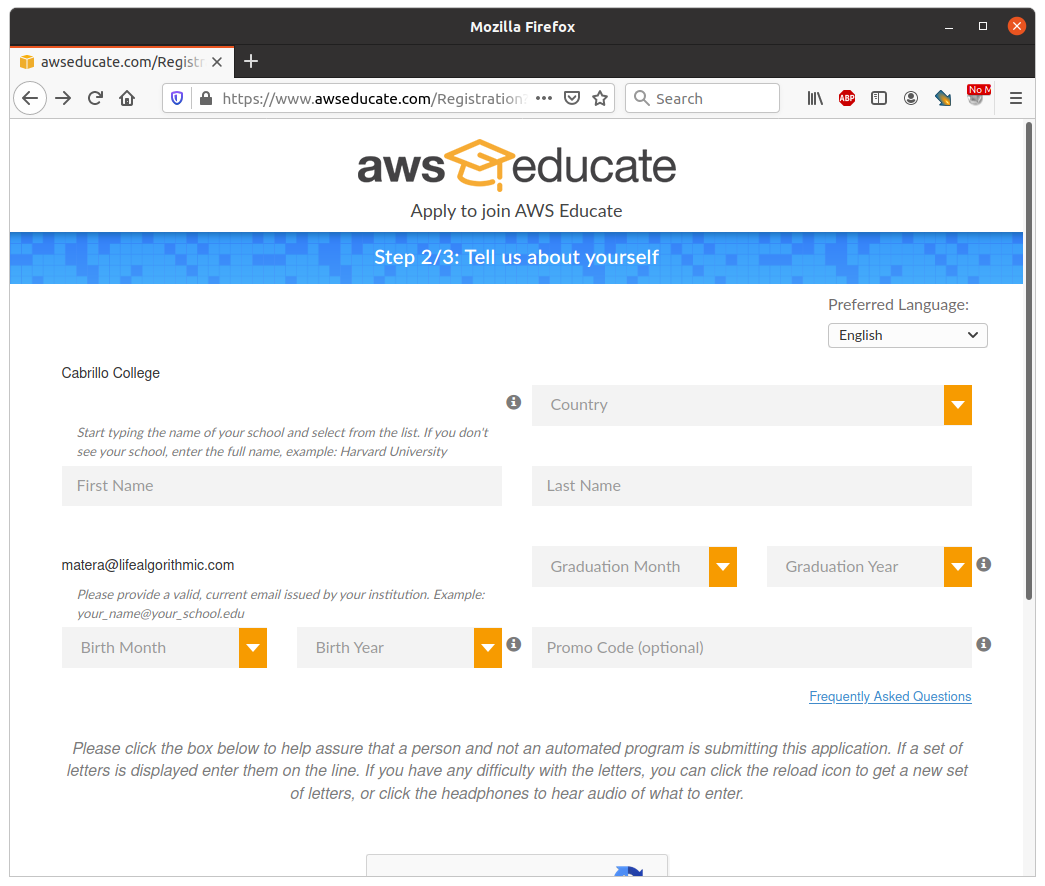 Mozilla Firefox
awseducate.com/Registr
https://www.awseducate.com/Registration?
Search
ABP
No M
aws educate
Apply to join AWS Educate
Step 2/3: Tell us about yourself
Preferred Language:
English
Cabrillo College
Country
Start typing the name of your school and select from the list. If you don't
see your school, enter the full name, example: Harvard University
First Name
Last Name
matera@lifealgorithmic.com
Graduation Month
Graduation Year
Please provide a valid, current email issued by your institution. Example:
your_name@your_school.edu
Birth Month
Birth Year
Promo Code (optional)
Frequently Asked Questions
Please click the box below to help assure that a person and not an automated program is submitting this application. If a set of
letters is displayed enter them on the line. If you have any difficulty with the letters, you can click the reload icon to get a new set
of letters, or click the headphones to hear audio of what to enter.